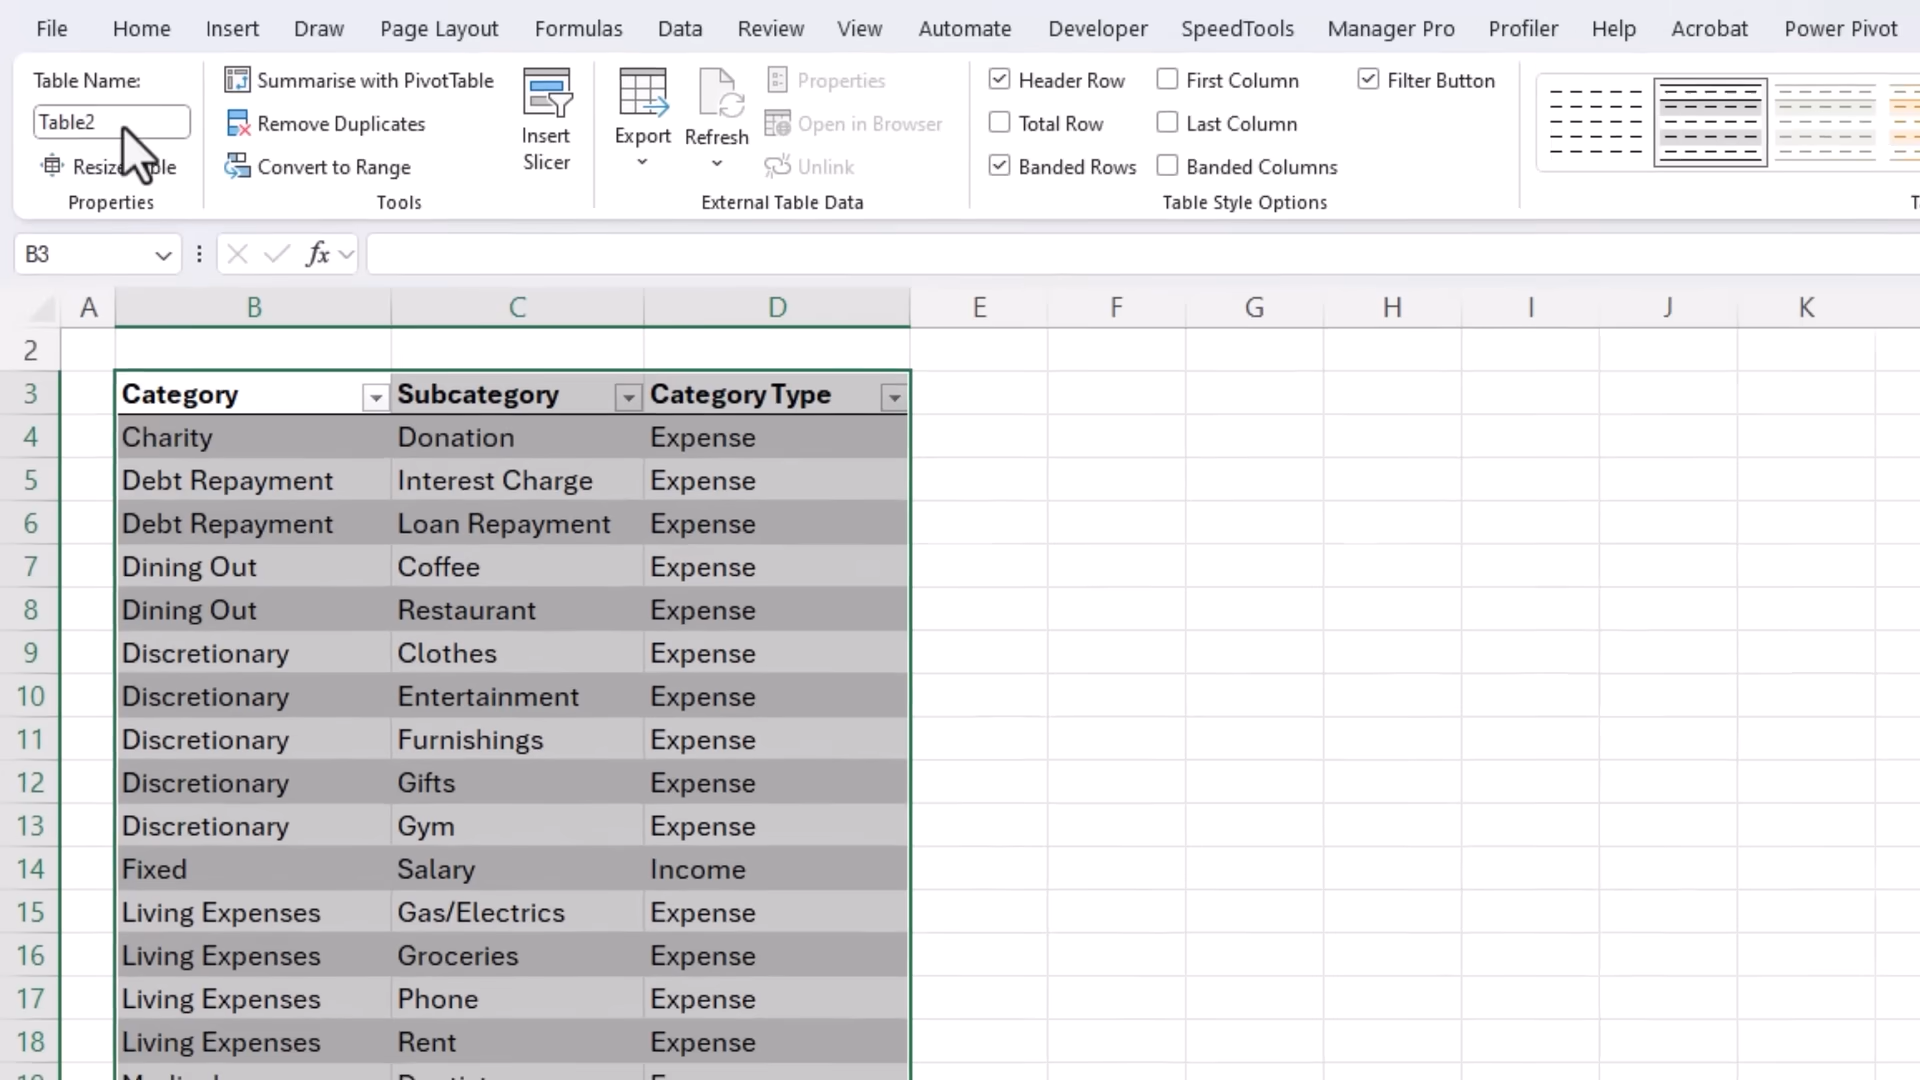 File Home Insert Draw Page Layout Formulas Data Review View Automate Developer SpeedTools Manager Pro Profiler Help Acrobat Power Pivot
Table Name:
Table2
Properties
Summarise with PivotTable
Remove Duplicates
Convert to Range
Tools
Insert
Slicer
Export
Refresh
Properties
Open in Browser
Unlink
External Table Data
Header Row First Column Filter Button
Total Row Last Column
Banded Rows Banded Columns
Table Style Options
B3 fx
A B C D E F G H I J K
2
3 Category Subcategory Category Type
4 Charity Donation Expense
5 Debt Repayment Interest Charge Expense
6 Debt Repayment Loan Repayment Expense
7 Dining Out Coffee Expense
8 Dining Out Restaurant Expense
9 Discretionary Clothes Expense
10 Discretionary Entertainment Expense
11 Discretionary Furnishings Expense
12 Discretionary Gifts Expense
13 Discretionary Gym Expense
14 Fixed Salary Income
15 Living Expenses Gas/Electrics Expense
16 Living Expenses Groceries Expense
17 Living Expenses Phone Expense
18 Living Expenses Rent Expense